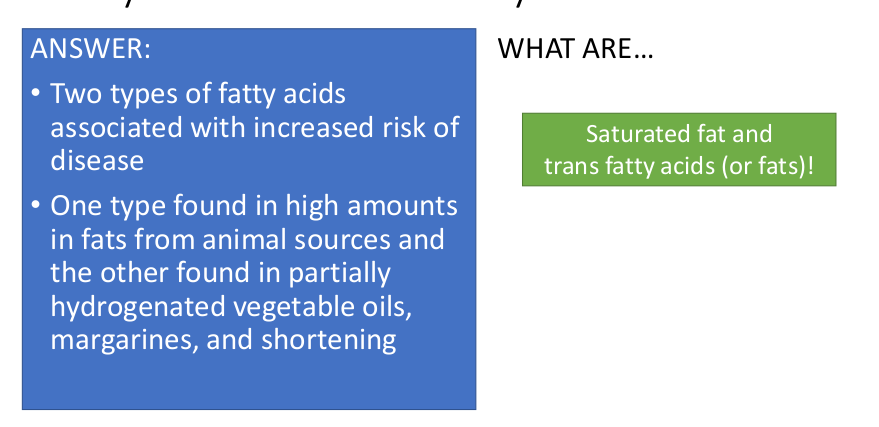 ANSWER:
• Two types of fatty acids
associated with increased risk of
disease
• One type found in high amounts
in fats from animal sources and
the other found in partially
hydrogenated vegetable oils,
margarines, and shortening
WHAT ARE…
Saturated fat and
trans fatty acids (or fats)!